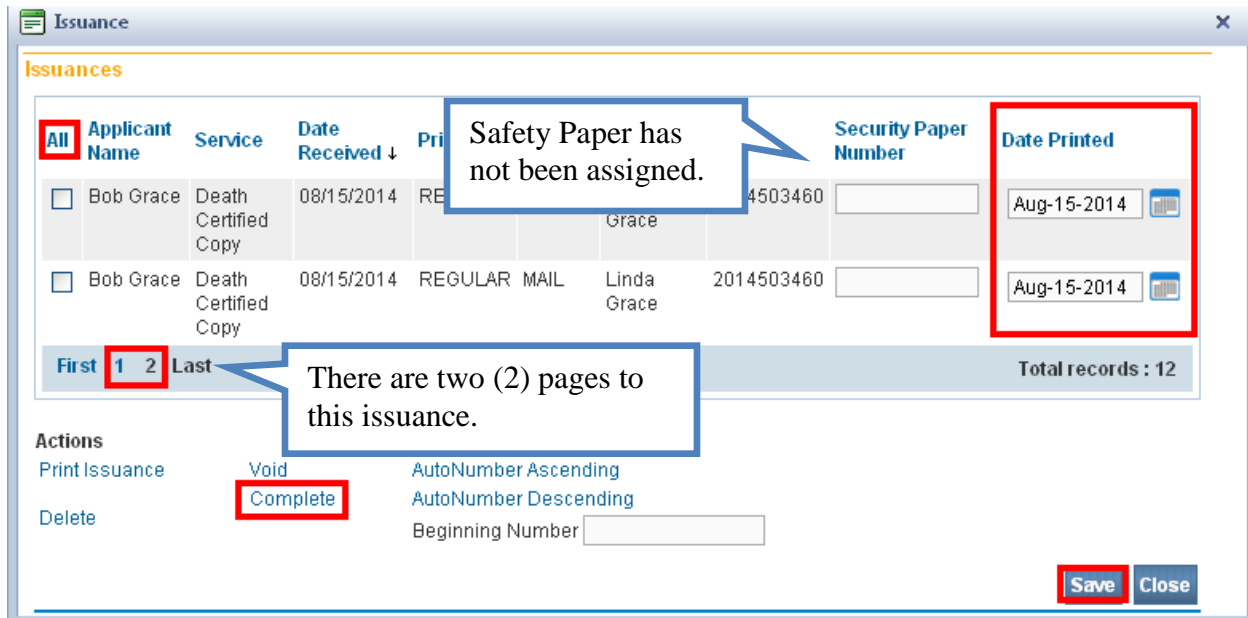 Issuance
Issuances
All Applicant Name Service Date Received ↓ Security Paper Number Date Printed
Safety Paper has
not been assigned.
Bob Grace Death Certified Copy 08/15/2014 Grace 4503460 Aug-15-2014
Bob Grace Death Certified Copy 08/15/2014 REGULAR MAIL Linda Grace 2014503460 Aug-15-2014
First 1 2 Last Total records : 12
There are two (2) pages to
this issuance.
Actions
Print Issuance Void AutoNumber Ascending
Complete AutoNumber Descending
Delete
Beginning Number
Save Close